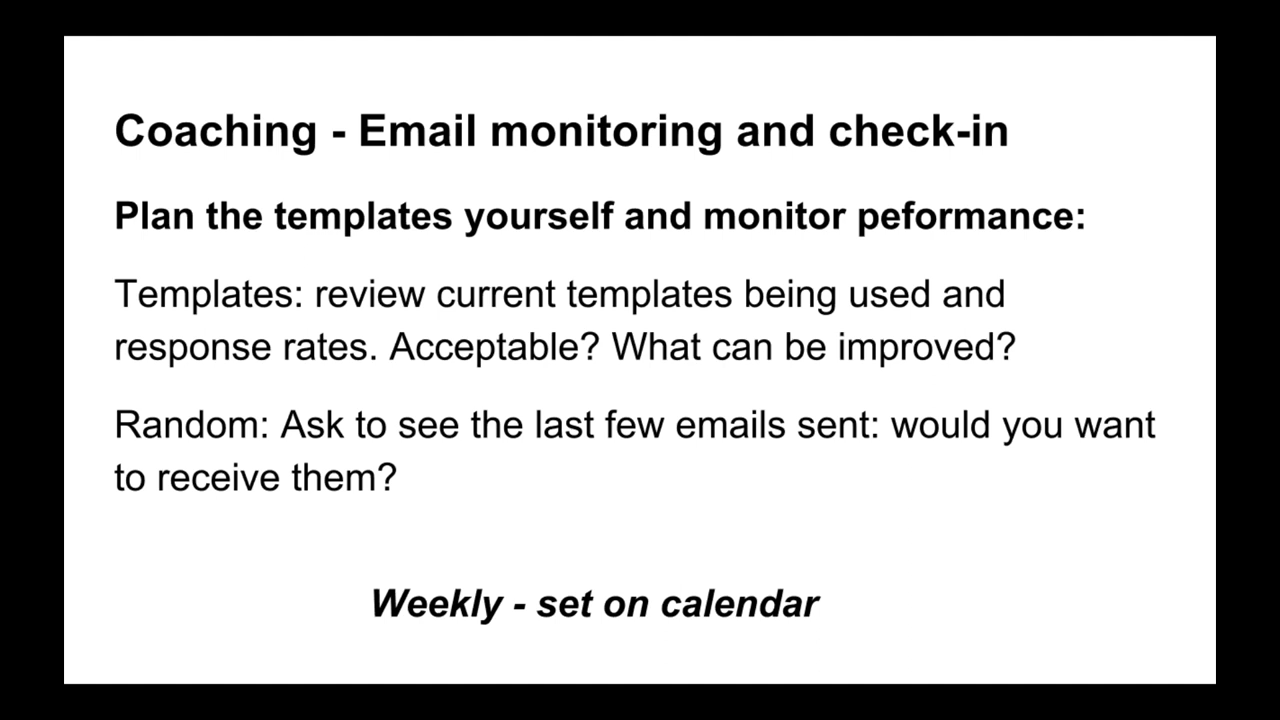 Coaching - Email monitoring and check-in
Plan the templates yourself and monitor peformance:
Templates: review current templates being used and
response rates. Acceptable? What can be improved?
Random: Ask to see the last few emails sent: would you want
to receive them?
Weekly - set on calendar